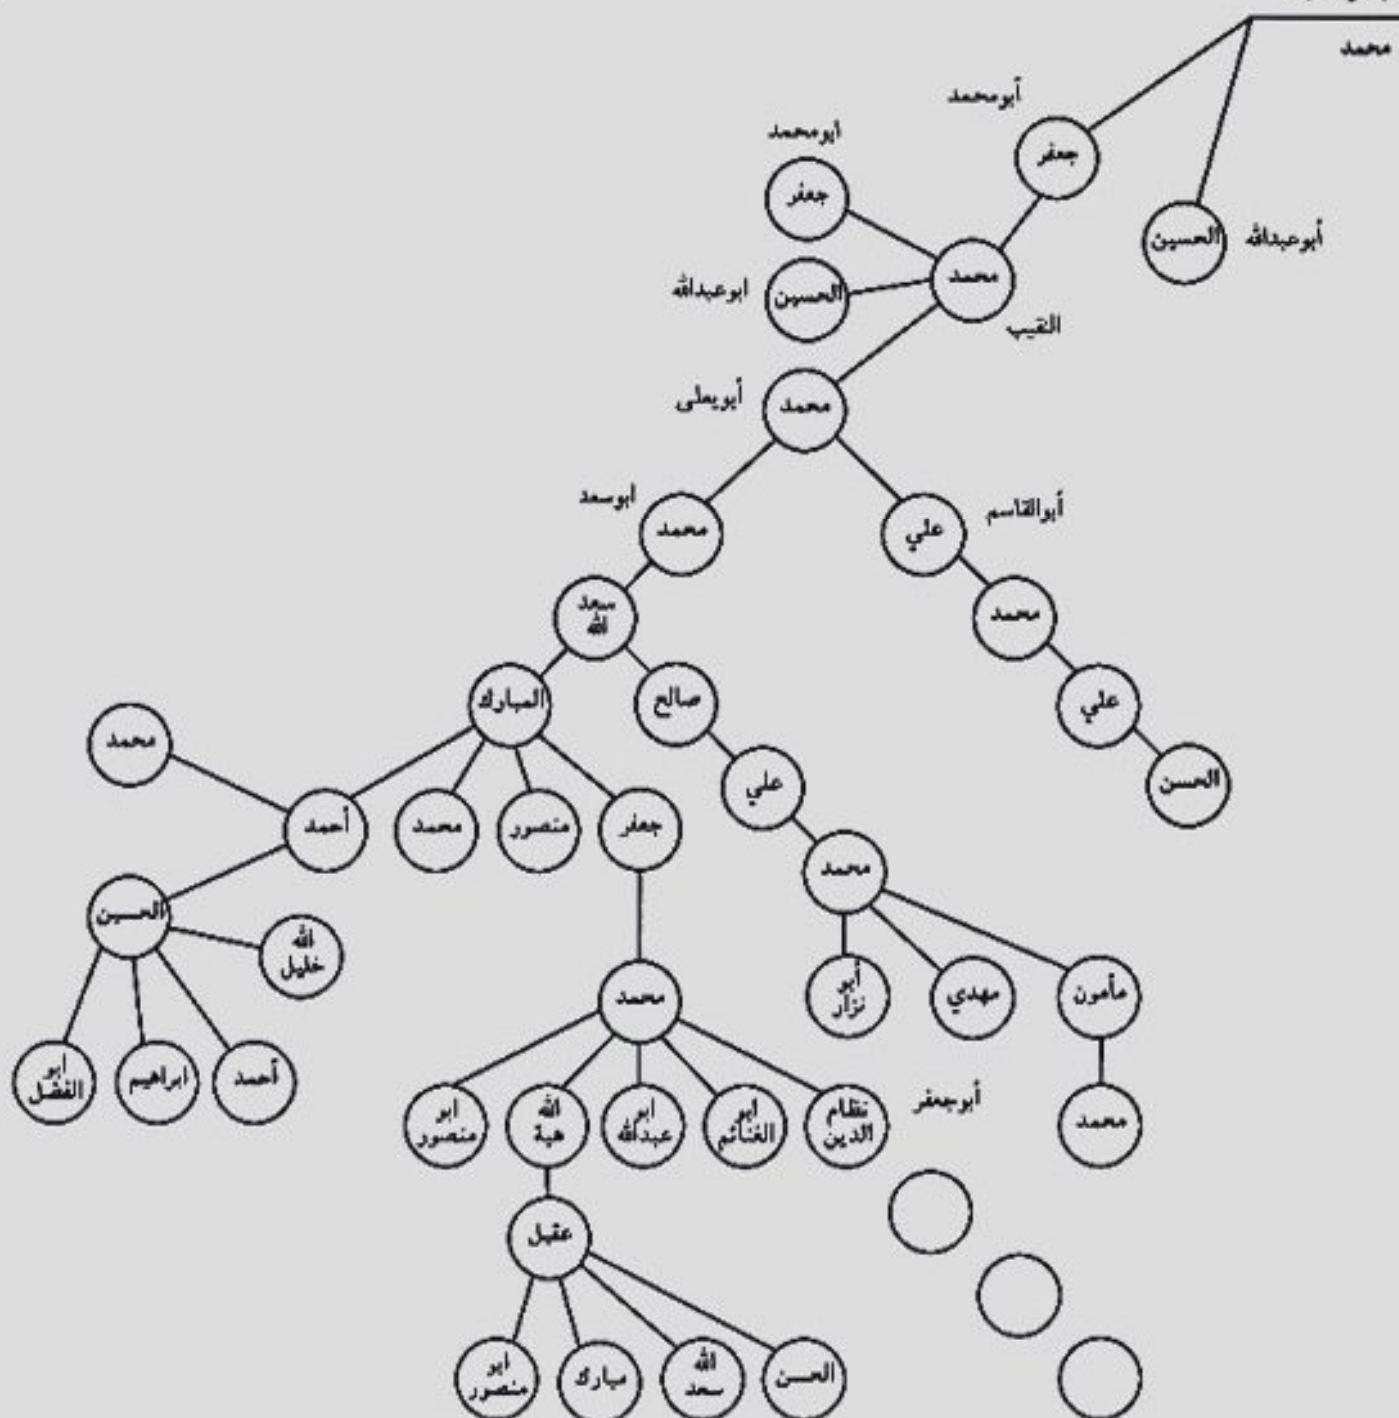 محمد
أبومحمد
جعفر
أبومحمد
جعفر
الحسين
أبوعبدالله
محمد
النقيب
الحسين
ابوعبدالله
محمد
أبويعلى
محمد
ابوسعد
علي
أبوالقاسم
سعد
الله
محمد
المبارك
صالح
علي
الحسن
محمد
أحمد
محمد
منصور
جعفر
علي
محمد
الحسين
الله
خليل
محمد
أبو
نزار
مهدي
مأمون
ابو
الفضل
ابراهيم
أحمد
ابو
منصور
الله
هبة
ابو
عبدالله
ابو
الغنائم
نظام
الدين
أبوجعفر
محمد
عقيل
ابو
منصور
مبارك
الله
سعد
الحسن